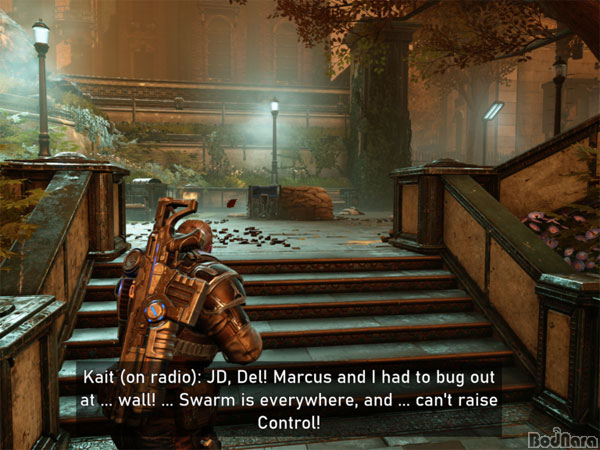 Kait (on radio): JD, Del! Marcus and I had to bug out
at ... wall! ... Swarm is everywhere, and ... can't raise
Control!
BodNara